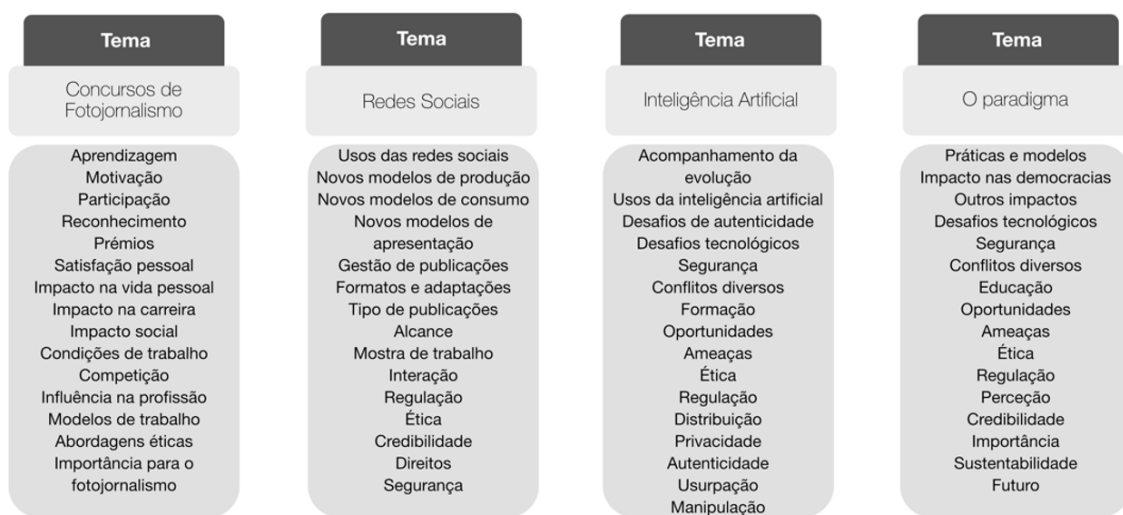 Tema
Concursos de
Fotojornalismo
Aprendizagem
Motivação
Participação
Reconhecimento
Prémios
Satisfação pessoal
Impacto na vida pessoal
Impacto na carreira
Impacto social
Condições de trabalho
Competição
Influência na profissão
Modelos de trabalho
Abordagens éticas
Importância para o
fotojornalismo
Tema
Redes Sociais
Usos das redes sociais
Novos modelos de produção
Novos modelos de consumo
Novos modelos de
apresentação
Gestão de publicações
Formatos e adaptações
Tipo de publicações
Alcance
Mostra de trabalho
Interação
Regulação
Ética
Credibilidade
Direitos
Segurança
Tema
Inteligência Artificial
Acompanhamento da
evolução
Usos da inteligência artificial
Desafios de autenticidade
Desafios tecnológicos
Segurança
Conflitos diversos
Formação
Oportunidades
Ameaças
Ética
Regulação
Distribuição
Privacidade
Autenticidade
Usurpação
Manipulação
Tema
O paradigma
Práticas e modelos
Impacto nas democracias
Outros impactos
Desafios tecnológicos
Segurança
Conflitos diversos
Educação
Oportunidades
Ameaças
Ética
Regulação
Perceção
Credibilidade
Importância
Sustentabilidade
Futuro